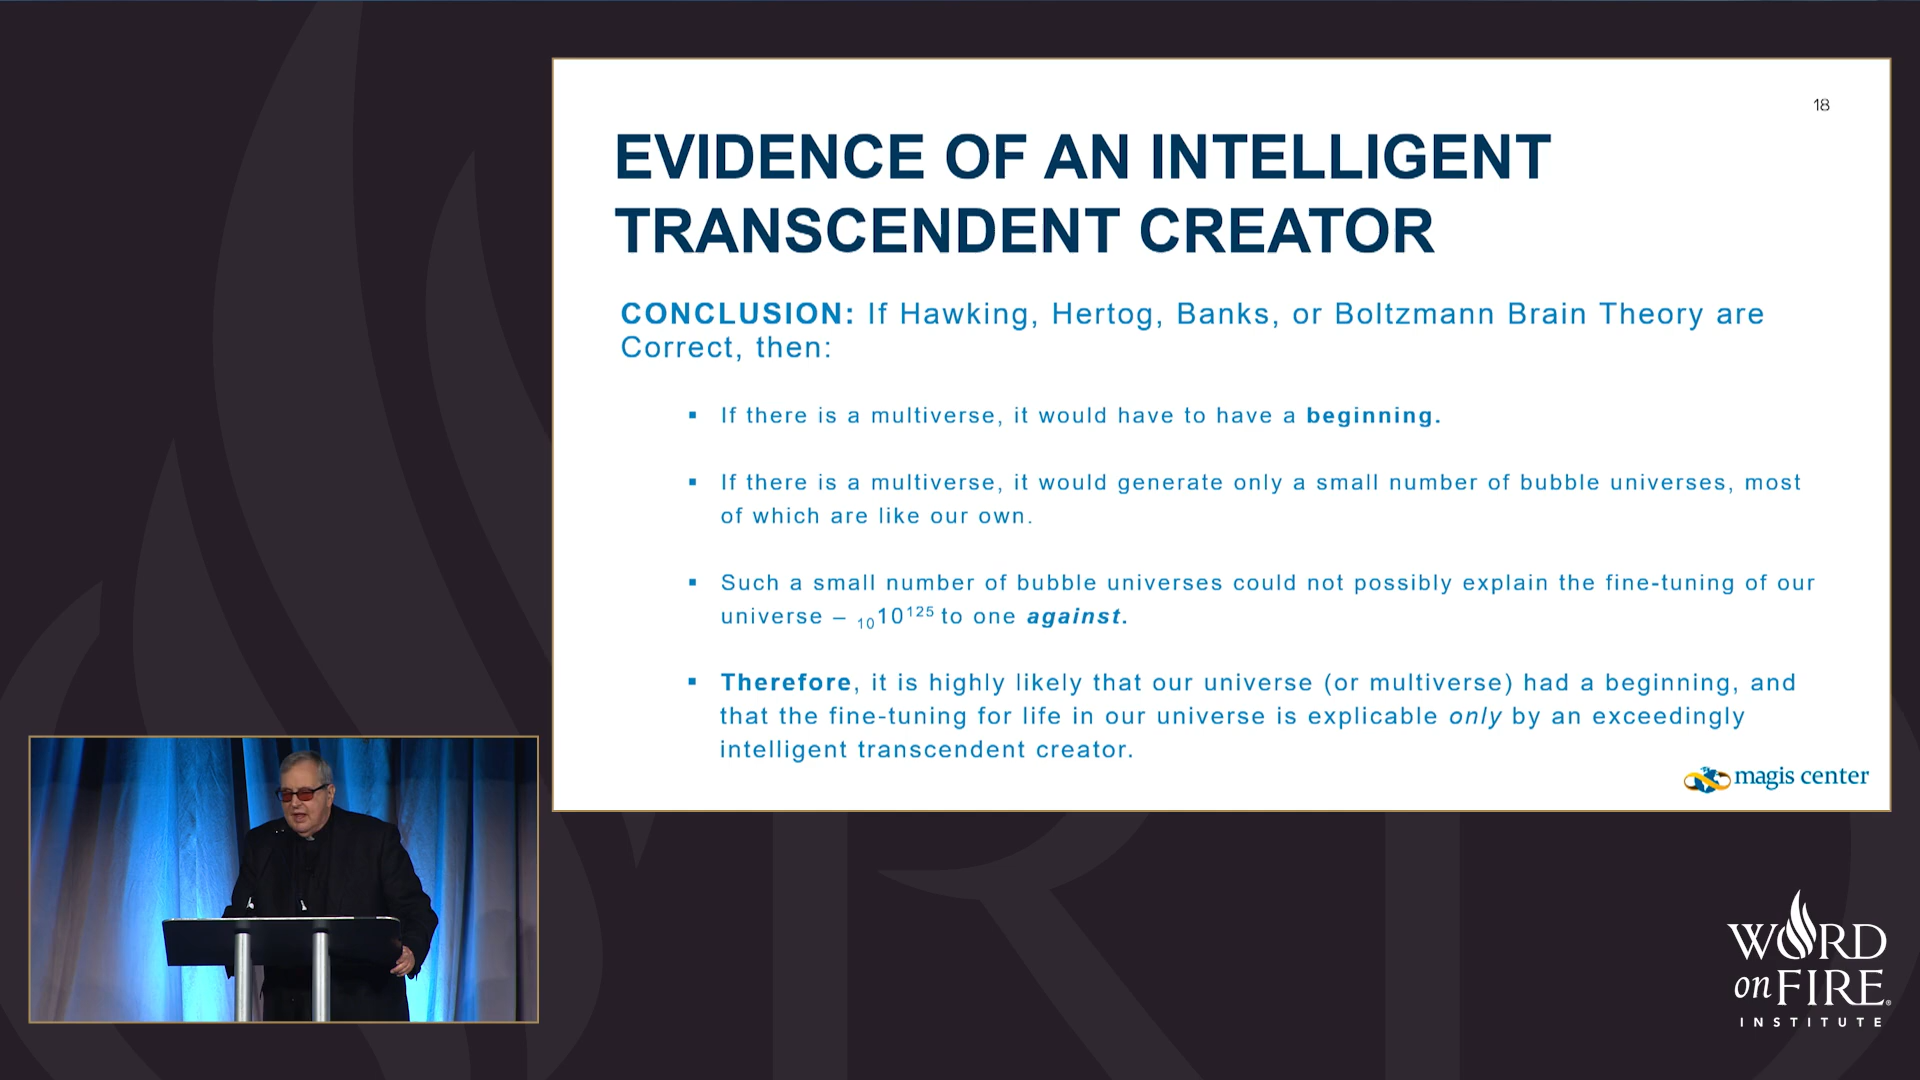 18
EVIDENCE OF AN INTELLIGENT
TRANSCENDENT CREATOR
CONCLUSION: If Hawking, Hertog, Banks, or Boltzmann Brain Theory are
Correct, then:
▪ If there is a multiverse, it would have to have a beginning.
▪ If there is a multiverse, it would generate only a small number of bubble universes, most
of which are like our own.
▪ Such a small number of bubble universes could not possibly explain the fine-tuning of our
universe – ₁₀10¹²⁵ to one against.
▪ Therefore, it is highly likely that our universe (or multiverse) had a beginning, and
that the fine-tuning for life in our universe is explicable only by an exceedingly
intelligent transcendent creator.
magis center
WORD
on FIRE
INSTITUTE